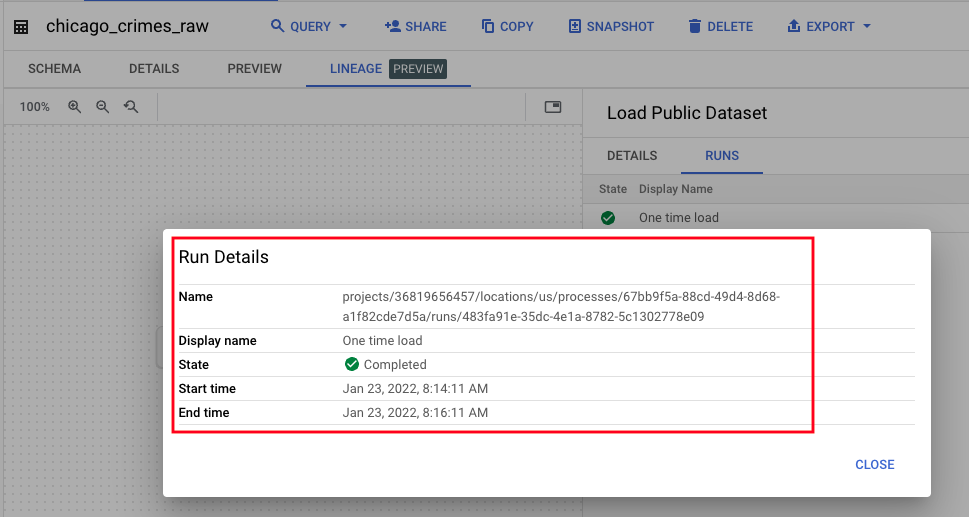 chicago_crimes_raw
QUERY
SHARE
COPY
SNAPSHOT
DELETE
EXPORT
SCHEMA
DETAILS
PREVIEW
LINEAGE PREVIEW
100%
Load Public Dataset
DETAILS
RUNS
State Display Name
One time load
Run Details
Name projects/36819656457/locations/us/processes/67bb9f5a-88cd-49d4-8d68-
a1f82cde7d5a/runs/483fa91e-35dc-4e1a-8782-5c1302778e09
Display name One time load
State Completed
Start time Jan 23, 2022, 8:14:11 AM
End time Jan 23, 2022, 8:16:11 AM
CLOSE